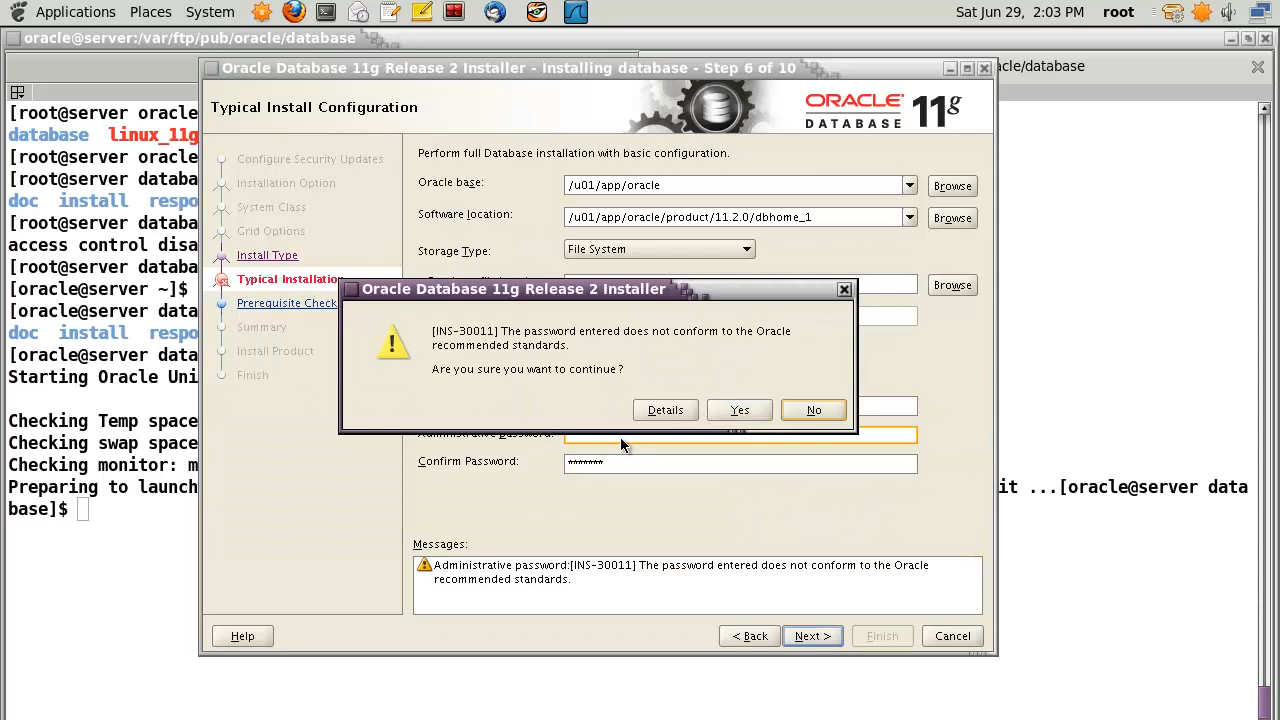 Applications Places System Sat Jun 29, 2:03 PM root
oracle@server:/var/ftp/pub/oracle/database
acle/database
Oracle Database 11g Release 2 Installer - Installing database - Step 6 of 10
Typical Install Configuration
ORACLE
DATABASE 11g
[root@server oracle
database linux_11g
[root@server oracle
[root@server databa
doc install respo
[root@server databa
access control disa
[root@server databa
[oracle@server ~]$
[oracle@server data
doc install respo
[oracle@server data
Starting Oracle Uni
Checking Temp space
Checking swap space
Checking monitor: m
Preparing to launch
it ...[oracle@server data
base]$
Configure Security Updates
Installation Option
System Class
Grid Options
Install Type
Typical Installation
Prerequisite Check
Summary
Install Product
Finish
Perform full Database installation with basic configuration.
Oracle base: /u01/app/oracle Browse
Software location: /u01/app/oracle/product/11.2.0/dbhome_1 Browse
Storage Type: File System
Browse
Oracle Database 11g Release 2 Installer
[INS-30011] The password entered does not conform to the Oracle
recommended standards.
Are you sure you want to continue ?
Details Yes No
Administrative Password:
Confirm Password: *******
Messages:
Administrative password:[INS-30011] The password entered does not conform to the Oracle
recommended standards.
Help < Back Next > Finish Cancel